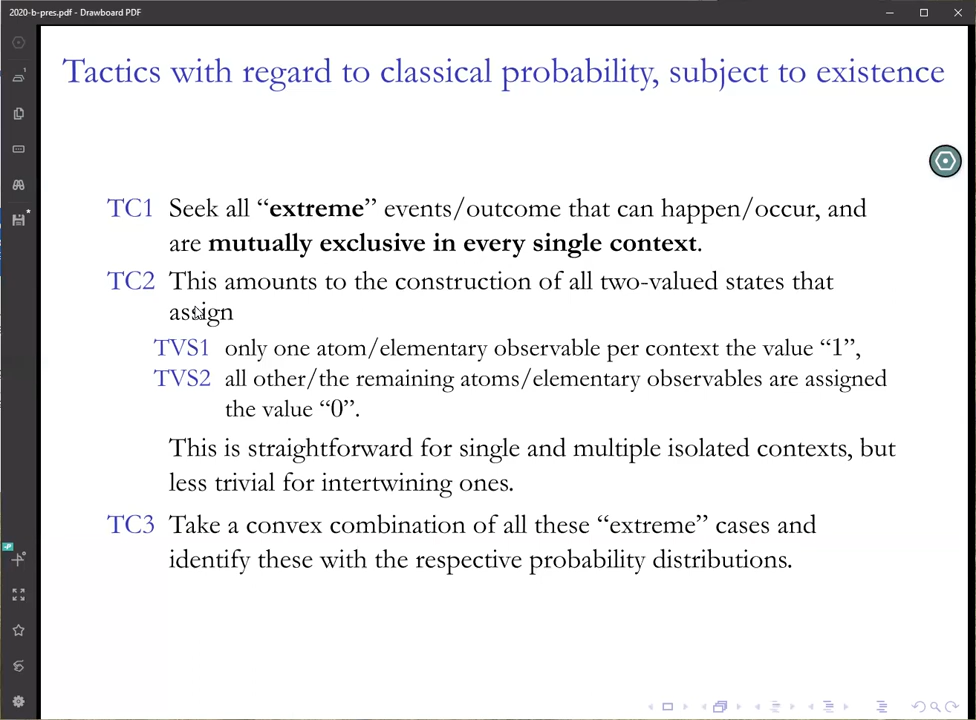 2020-b-pres.pdf - Drawboard PDF
Tactics with regard to classical probability, subject to existence
TC1 Seek all “extreme” events/outcome that can happen/occur, and
are mutually exclusive in every single context.
TC2 This amounts to the construction of all two-valued states that
assign
TVS1 only one atom/elementary observable per context the value “1”,
TVS2 all other/the remaining atoms/elementary observables are assigned
the value “0”.
This is straightforward for single and multiple isolated contexts, but
less trivial for intertwining ones.
TC3 Take a convex combination of all these “extreme” cases and
identify these with the respective probability distributions.